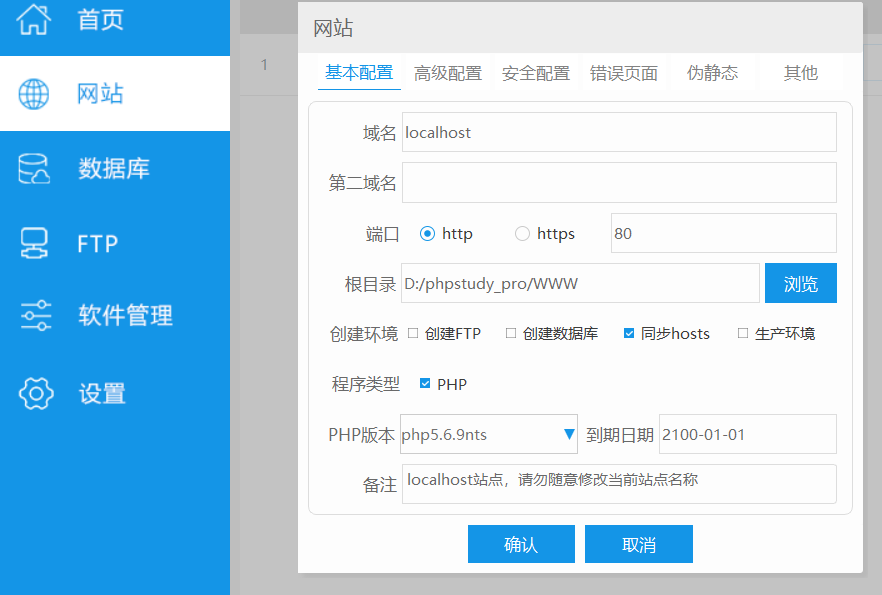 首页
网站
数据库
FTP
软件管理
设置
1
网站
基本配置 高级配置 安全配置 错误页面 伪静态 其他
域名 localhost
第二域名
端口 http https 80
根目录 D:/phpstudy_pro/WWW 浏览
创建环境 创建FTP 创建数据库 同步hosts 生产环境
程序类型 PHP
PHP版本 php5.6.9nts 到期日期 2100-01-01
备注 localhost站点，请勿随意修改当前站点名称
确认 取消